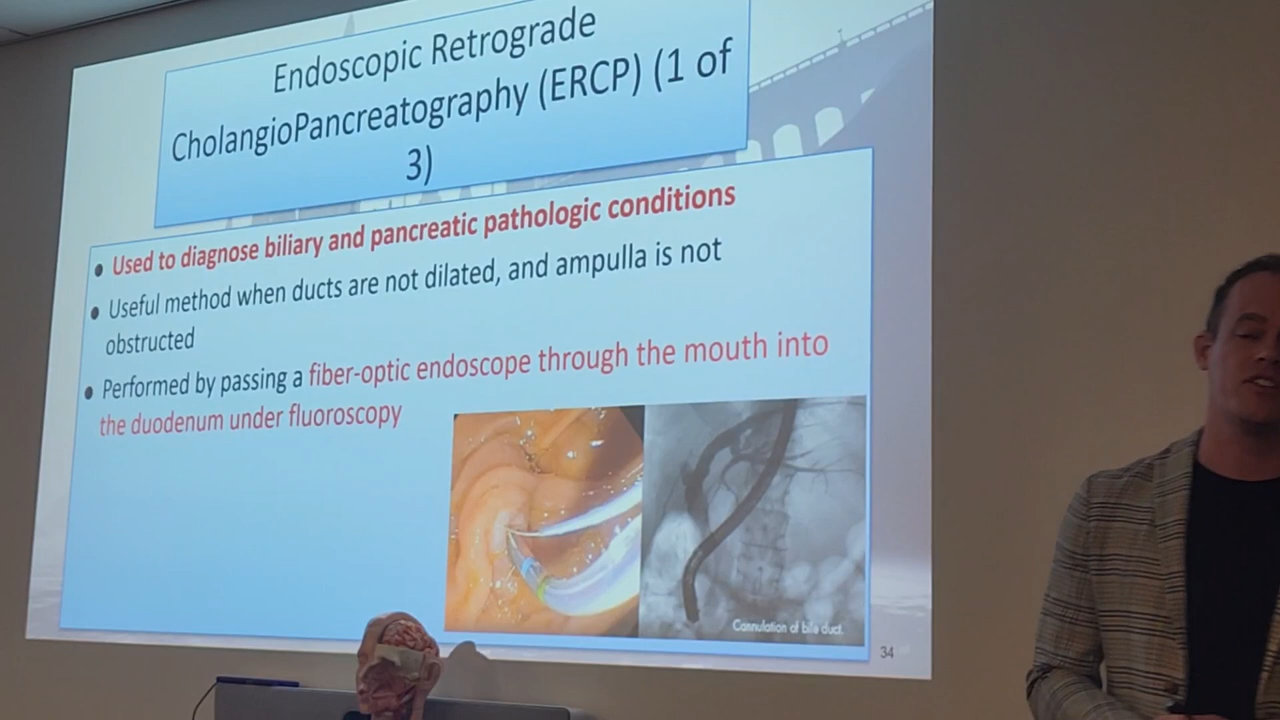 Endoscopic Retrograde
CholangioPancreatography (ERCP) (1 of
3)
• Used to diagnose biliary and pancreatic pathologic conditions
• Useful method when ducts are not dilated, and ampulla is not
obstructed
• Performed by passing a fiber-optic endoscope through the mouth into
the duodenum under fluoroscopy
Cannulation of bile duct.
34